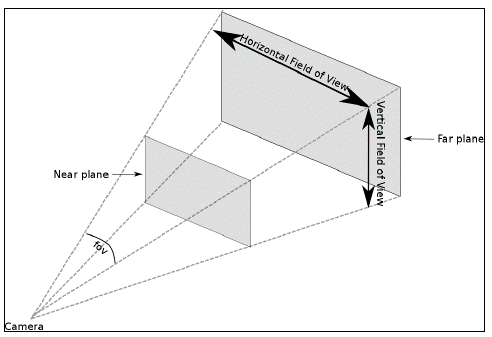 Horizontal Field of View
Vertical Field of View
Far plane
Near plane
fov
Camera